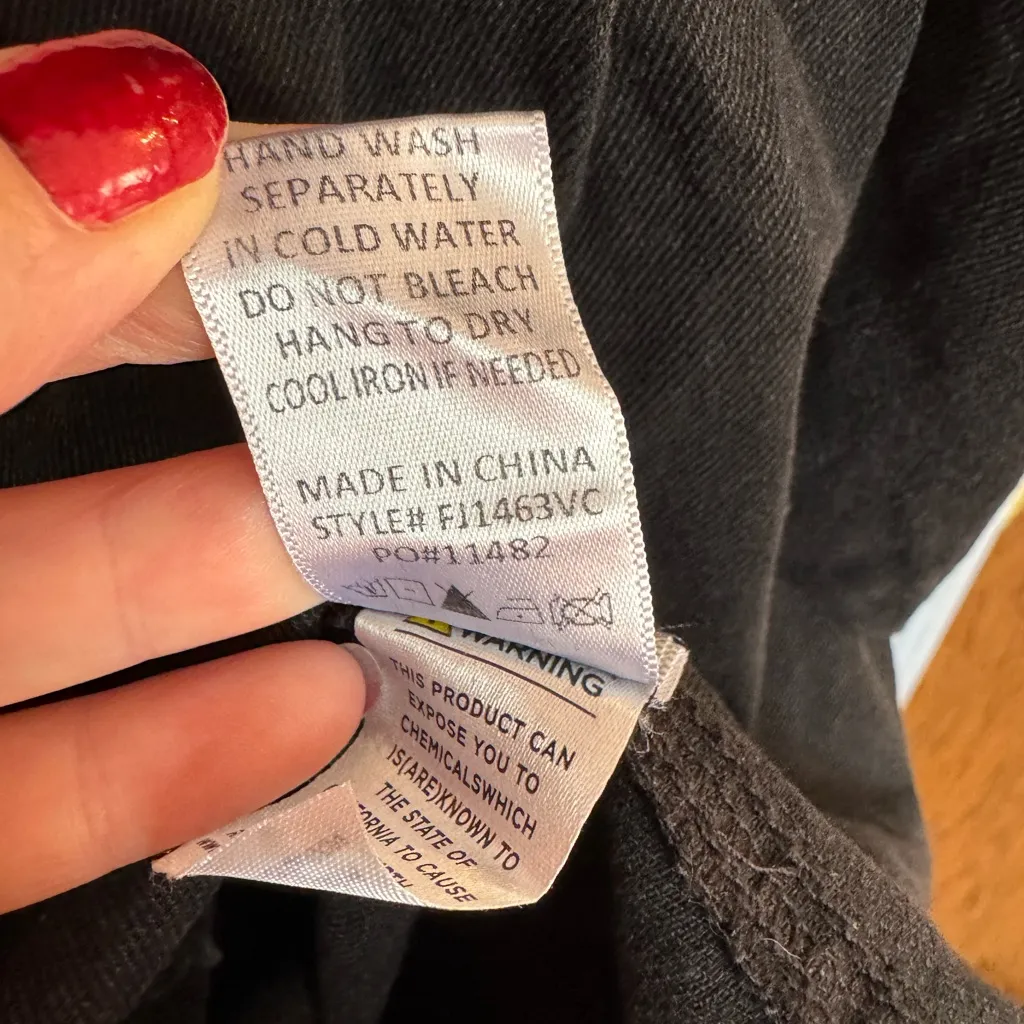 HAND WASH
SEPARATELY
IN COLD WATER
DO NOT BLEACH
HANG TO DRY
COOL IRON IF NEEDED
MADE IN CHINA
STYLE# FJ1463VC
PO#11482
WARNING
THIS PRODUCT CAN
EXPOSE YOU TO
CHEMICALSWHICH
IS(ARE)KNOWN TO
THE STATE OF
TO CAUSE